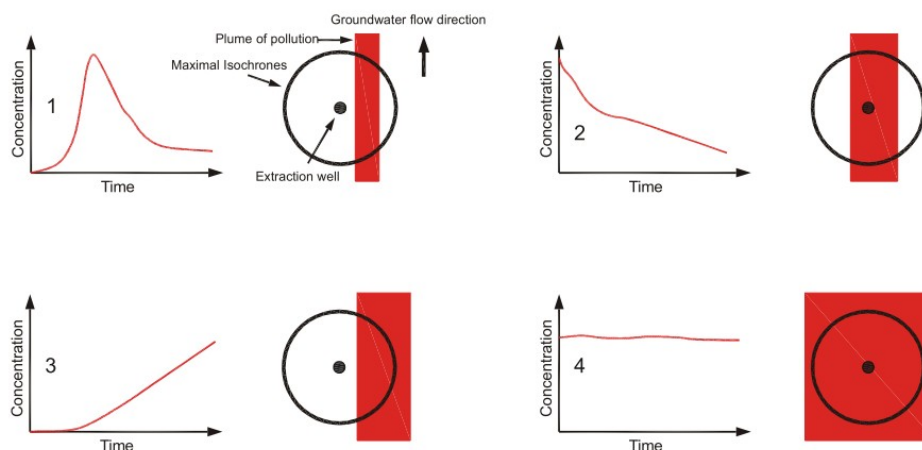 Groundwater flow direction
Plume of pollution
Maximal Isochrones
Concentration
1
Extraction well
Time
Concentration
2
Time
Concentration
3
Time
Concentration
4
Time